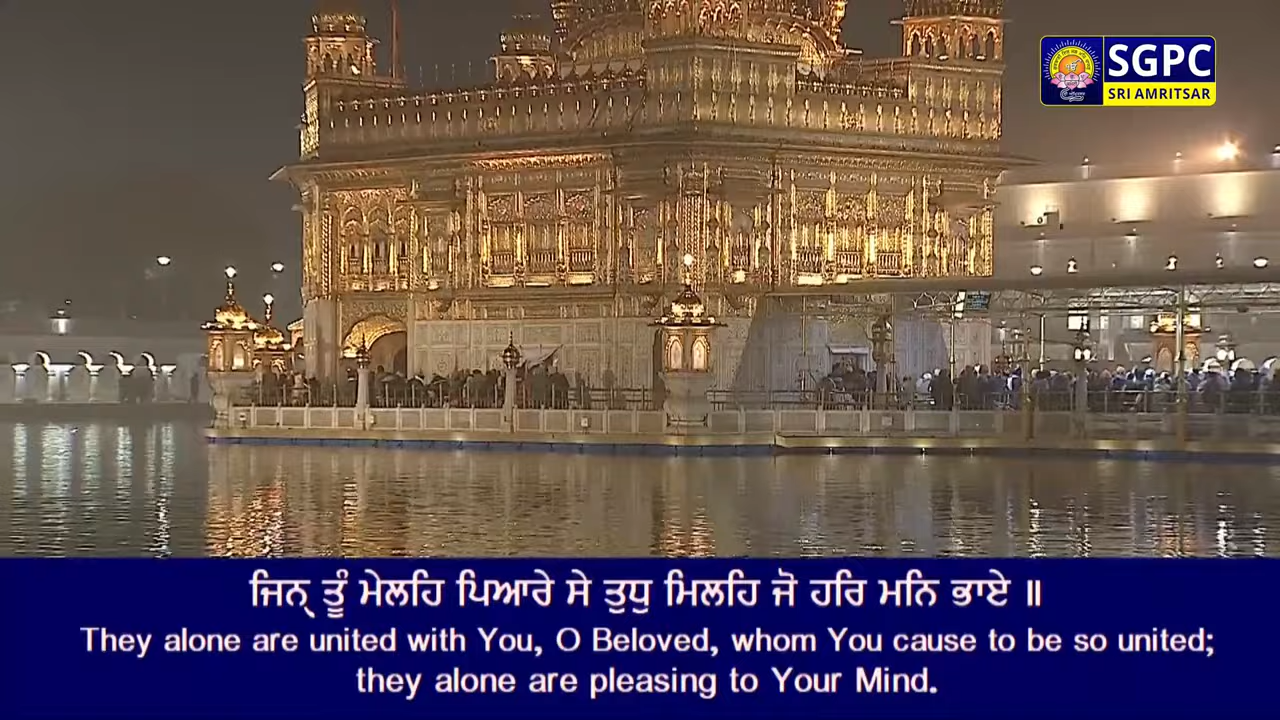 SGPC
SRI AMRITSAR
ਜਿਨ੍ ਤੂੰ ਮੇਲਹਿ ਪਿਆਰੇ ਸੇ ਤੁਧੁ ਮਿਲਹਿ ਜੋ ਹਰਿ ਮਨਿ ਭਾਏ ॥
They alone are united with You, O Beloved, whom You cause to be so united;
they alone are pleasing to Your Mind.